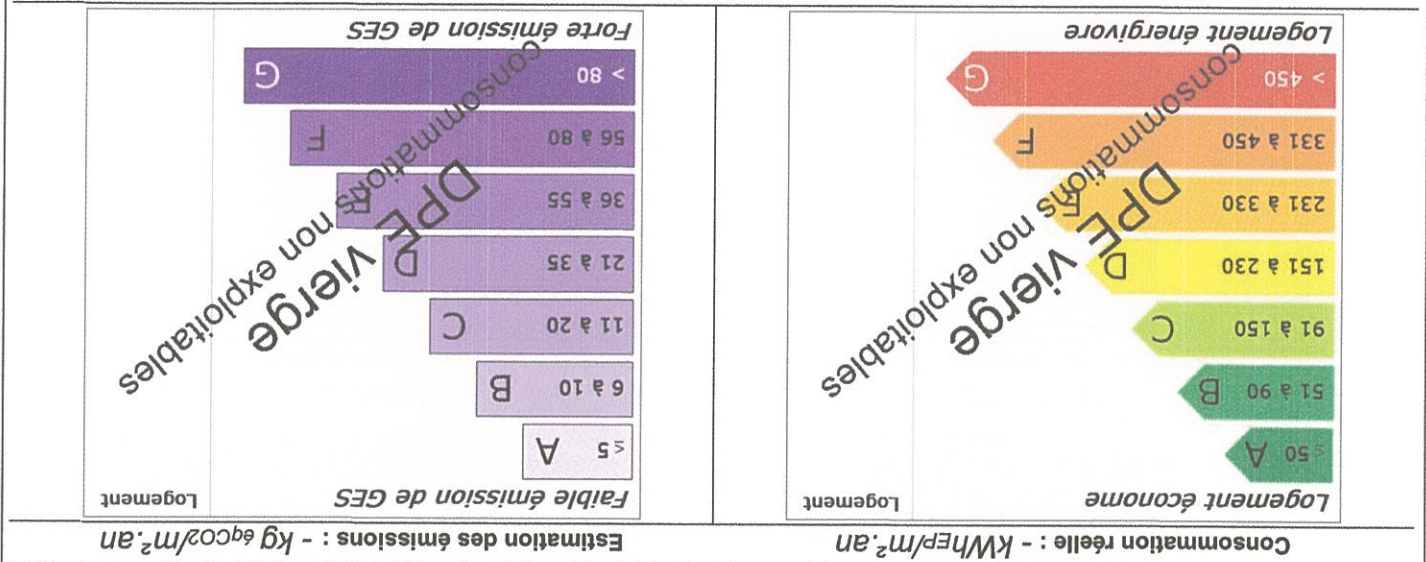 Consommation réelle : - kWhEP/m².an
Logement économe
Logement
≤ 50 A
51 à 90 B
91 à 150 C
151 à 230 D
231 à 330 E
331 à 450 F
> 450 G
Logement énergivore
DPE vierge
consommations non exploitables
Estimation des émissions : - kg éqCO2/m².an
Faible émission de GES
Logement
≤ 5 A
6 à 10 B
11 à 20 C
21 à 35 D
36 à 55 E
56 à 80 F
> 80 G
Forte émission de GES
DPE vierge
consommations non exploitables